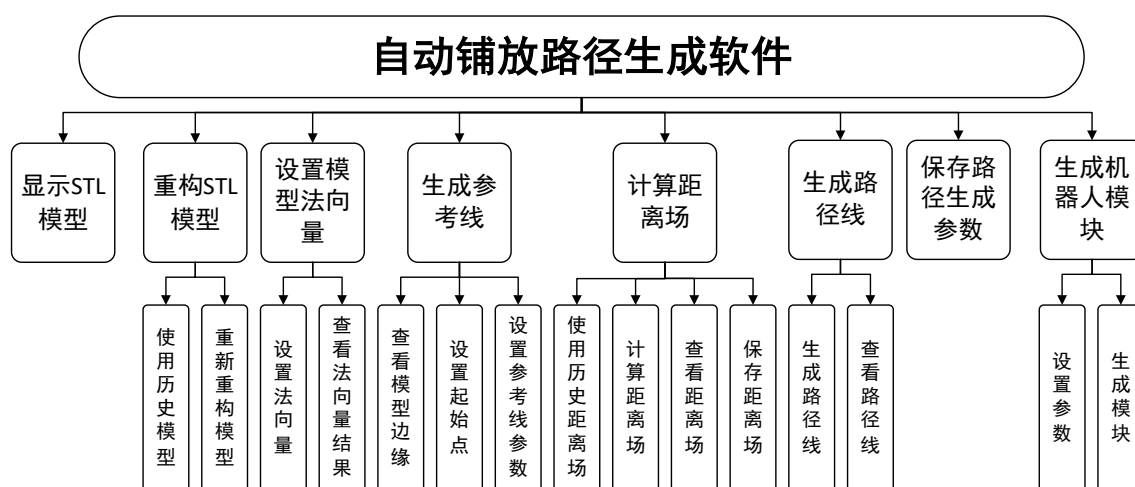 自动铺放路径生成软件
显示STL
模型
重构STL
模型
设置模
型法向
量
生成参
考线
计算距
离场
生成路
径线
保存路
径生成
参数
生成机
器人模
块
使用历史模型
重新重构模型
设置法向量
查看法向量结果
查看模型边缘
设置起始点
设置参考线参数
使用历史距离场
计算距离场
查看距离场
保存距离场
生成路径线
查看路径线
设置参数
生成模块